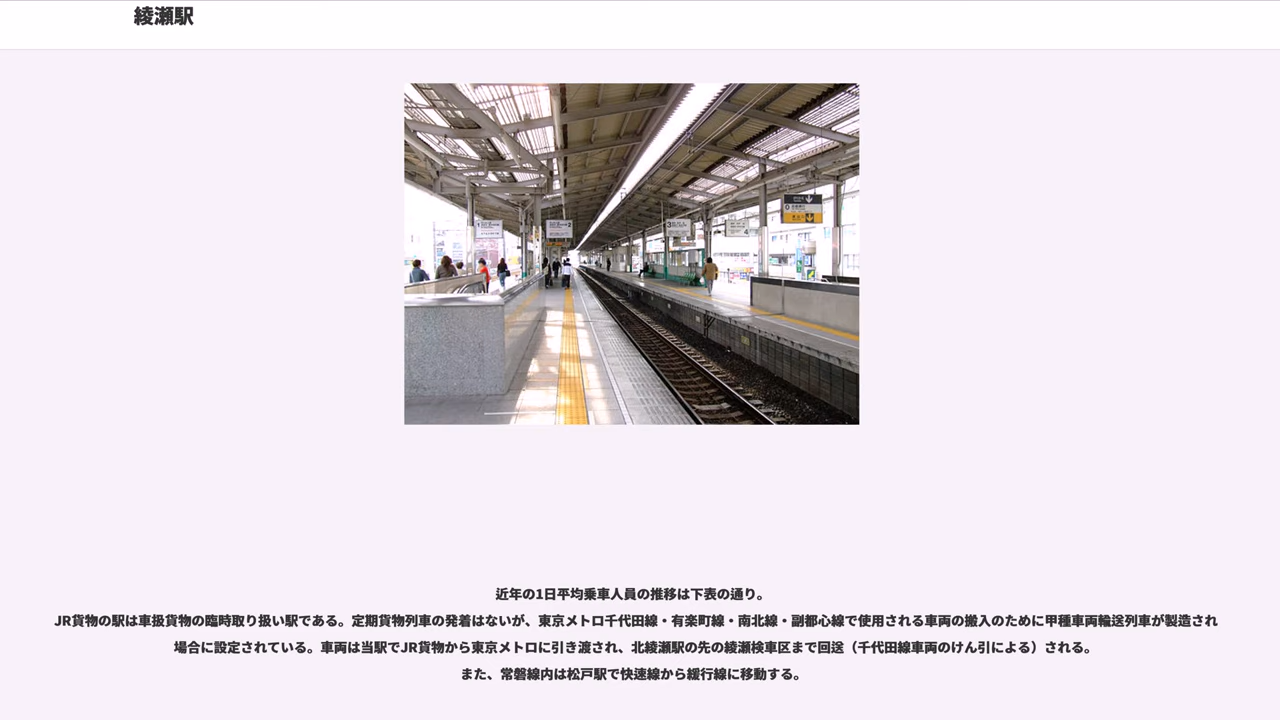 綾瀬駅
1
2
3
4
近年の1日平均乗車人員の推移は下表の通り。
JR貨物の駅は車扱貨物の臨時取り扱い駅である。定期貨物列車の発着はないが、東京メトロ千代田線・有楽町線・南北線・副都心線で使用される車両の搬入のために甲種車両輸送列車が製造され
場合に設定されている。車両は当駅でJR貨物から東京メトロに引き渡され、北綾瀬駅の先の綾瀬検車区まで回送（千代田線車両のけん引による）される。
また、常磐線内は松戸駅で快速線から緩行線に移動する。